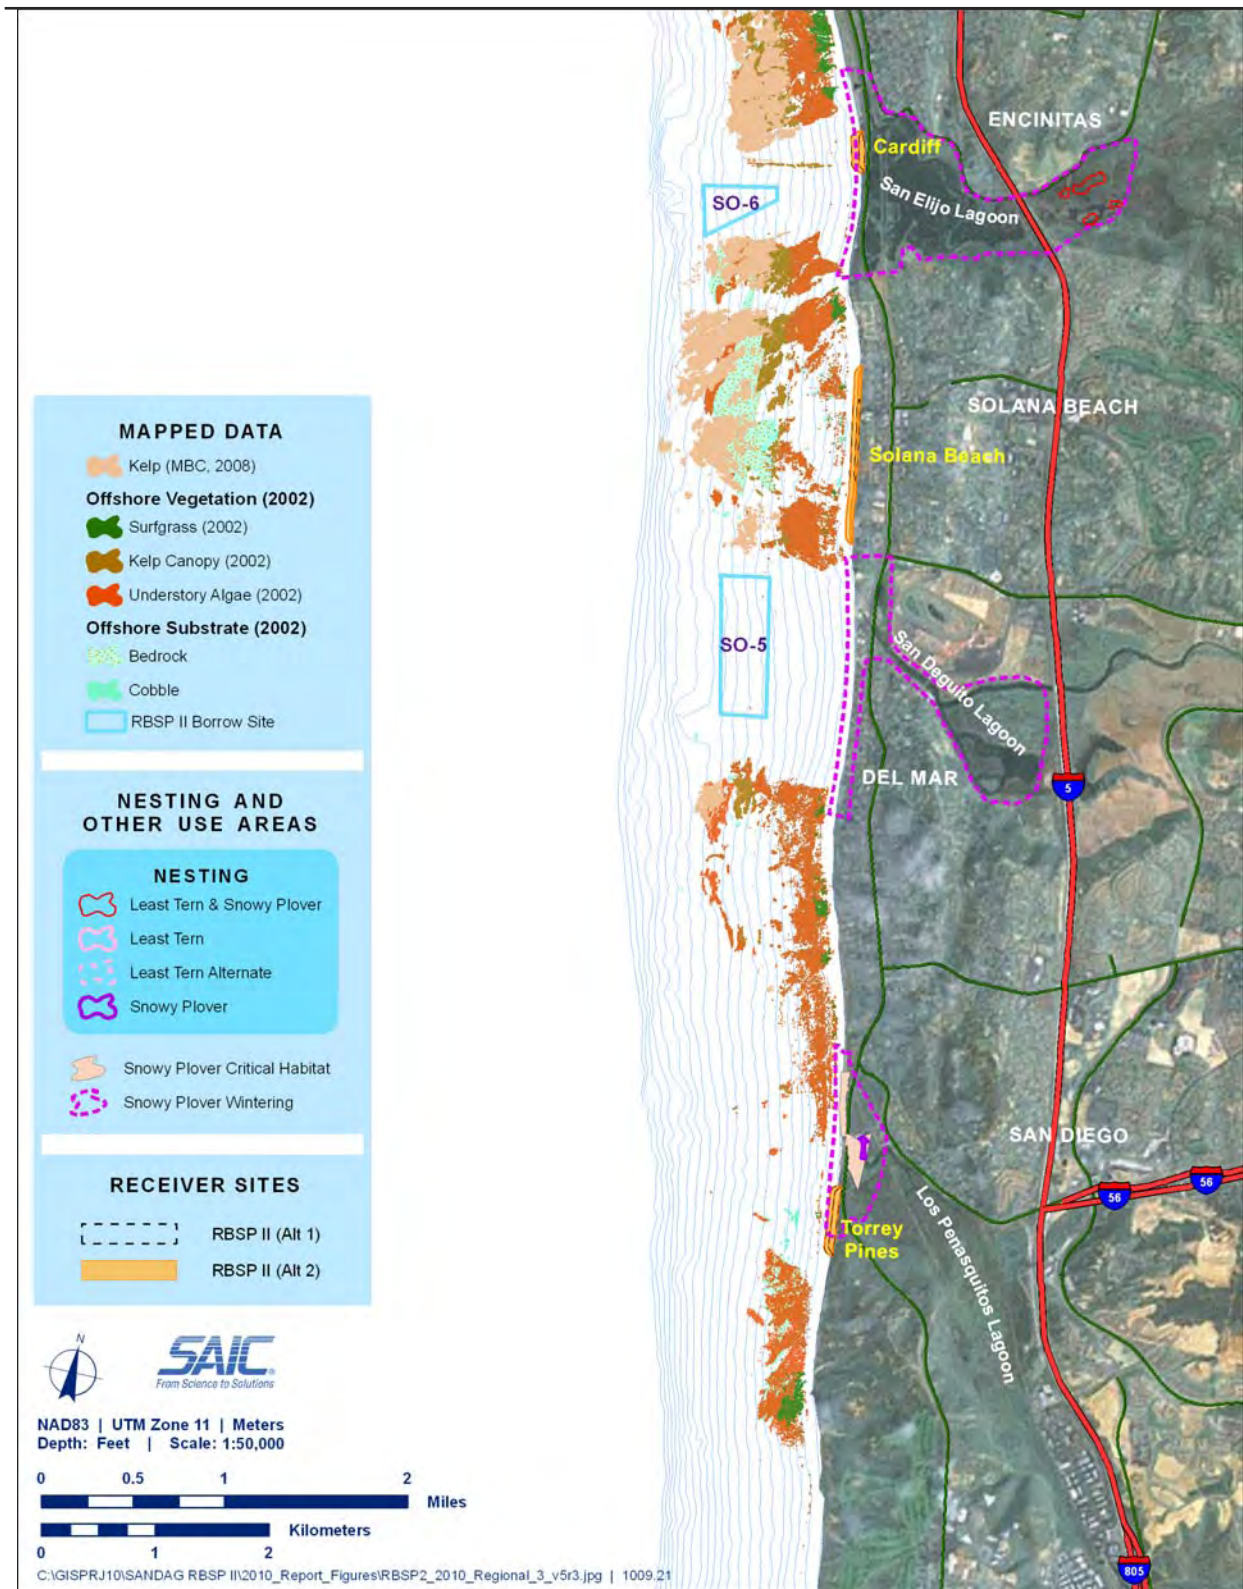 ENCINITAS
Cardiff
San Elijo Lagoon
SO-6
SOLANA BEACH
Solana Beach
SO-5
San Deguito Lagoon
DEL MAR
5
SAN DIEGO
56
56
Torrey
Pines
Los Penasquitos Lagoon
805
MAPPED DATA
Kelp (MBC, 2008)
Offshore Vegetation (2002)
Surfgrass (2002)
Kelp Canopy (2002)
Understory Algae (2002)
Offshore Substrate (2002)
Bedrock
Cobble
RBSP II Borrow Site
NESTING AND
OTHER USE AREAS
NESTING
Least Tern & Snowy Plover
Least Tern
Least Tern Alternate
Snowy Plover
Snowy Plover Critical Habitat
Snowy Plover Wintering
RECEIVER SITES
RBSP II (Alt 1)
RBSP II (Alt 2)
N
SAIC
From Science to Solutions
NAD83 | UTM Zone 11 | Meters
Depth: Feet | Scale: 1:50,000
0 0.5 1 2
Miles
Kilometers
0 1 2
C:\GISPRJ10\SANDAG RBSP II\2010_Report_Figures\RBSP2_2010_Regional_3_v5r3.jpg | 1009.21